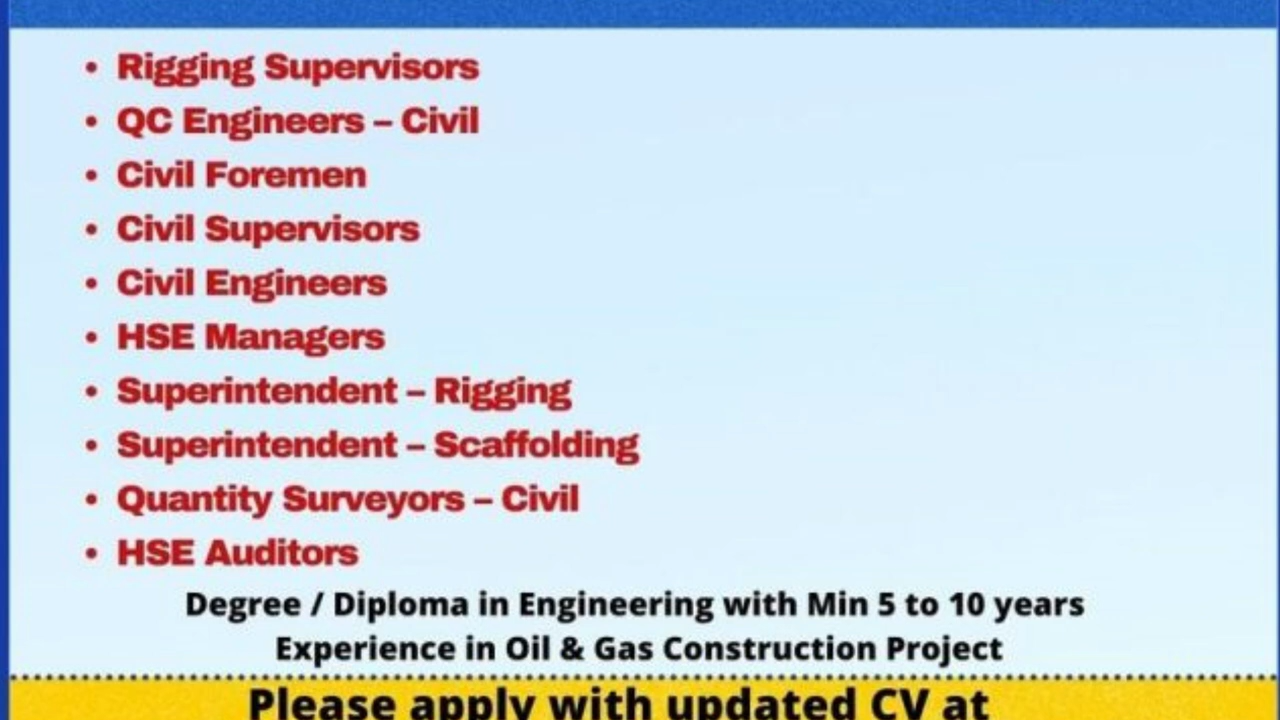 • Rigging Supervisors
• QC Engineers – Civil
• Civil Foremen
• Civil Supervisors
• Civil Engineers
• HSE Managers
• Superintendent – Rigging
• Superintendent – Scaffolding
• Quantity Surveyors – Civil
• HSE Auditors
Degree / Diploma in Engineering with Min 5 to 10 years
Experience in Oil & Gas Construction Project
Please apply with updated CV at